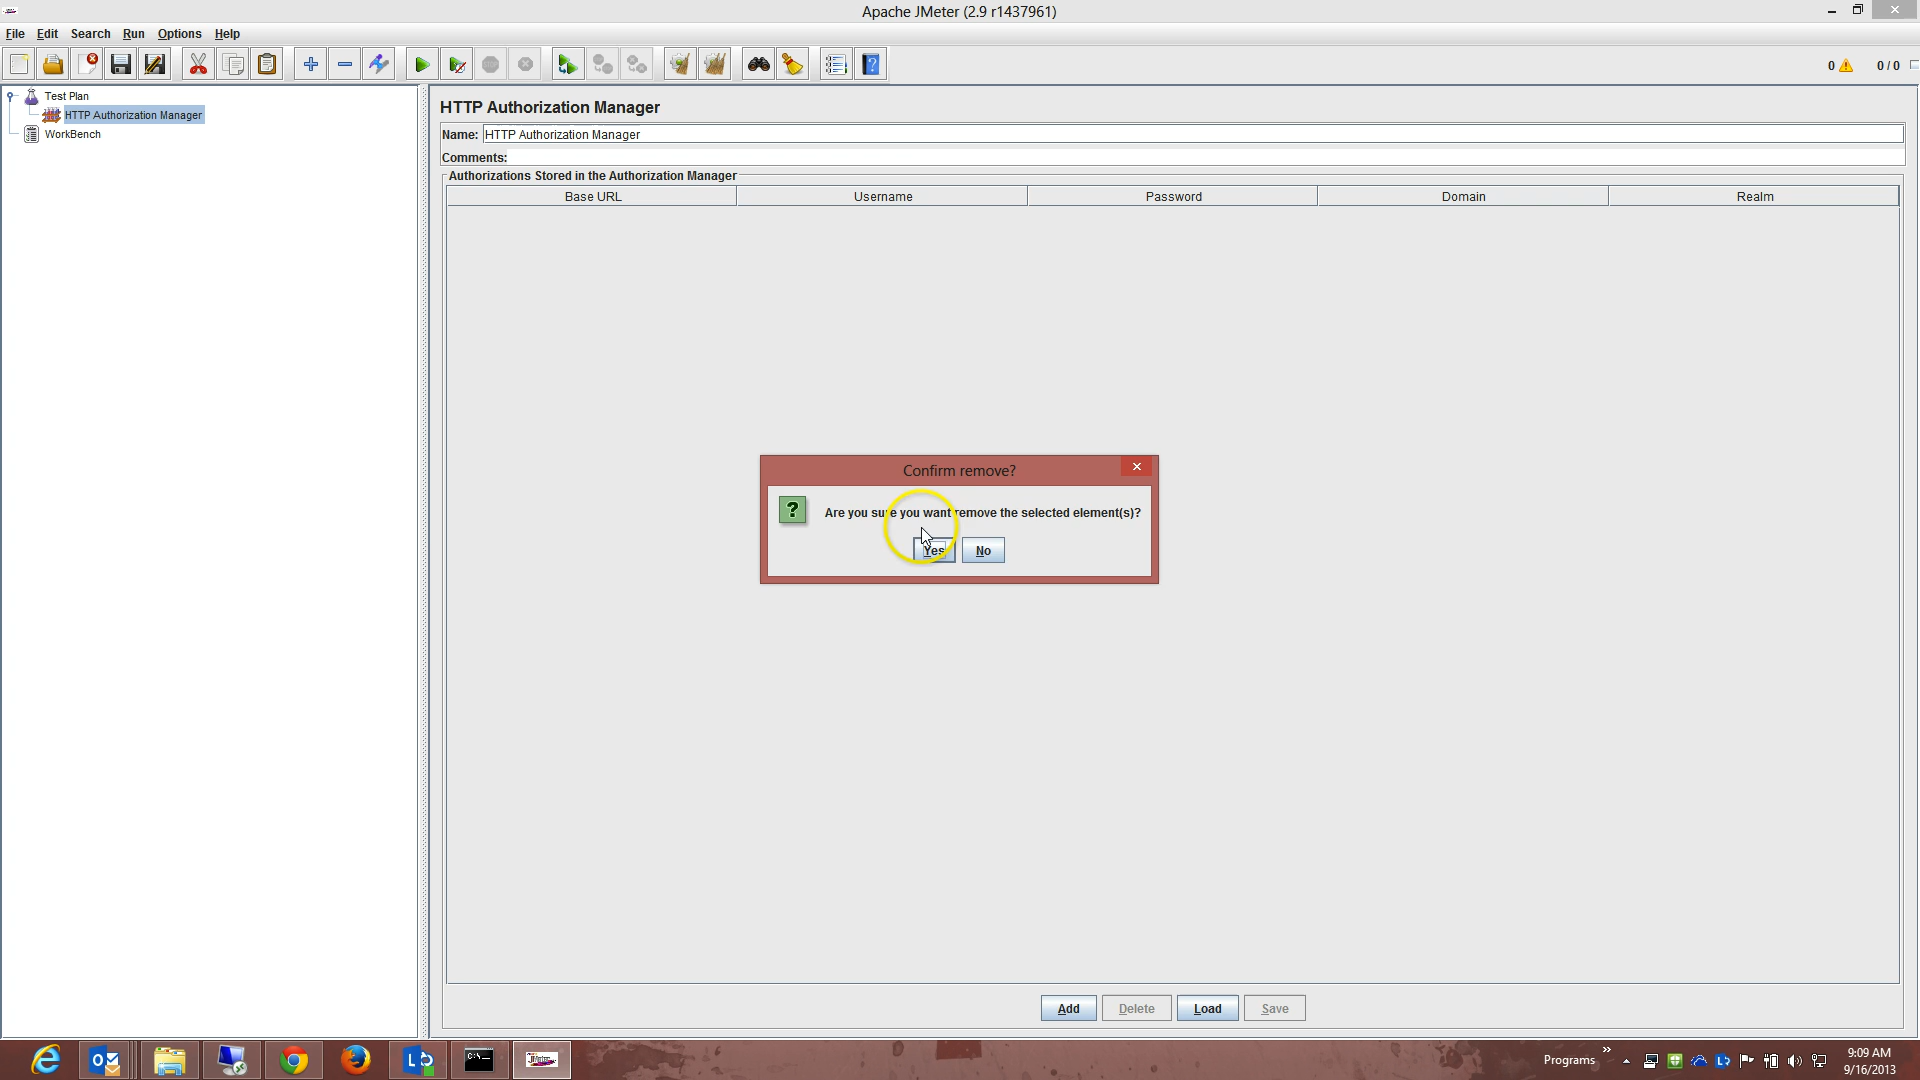 Apache JMeter (2.9 r1437961)
File Edit Search Run Options Help
0 0 / 0
Test Plan
HTTP Authorization Manager
WorkBench
HTTP Authorization Manager
Name: HTTP Authorization Manager
Comments:
Authorizations Stored in the Authorization Manager
Base URL Username Password Domain Realm
Confirm remove?
Are you sure you want remove the selected element(s)?
Yes No
Add Delete Load Save
Programs
9:09 AM
9/16/2013